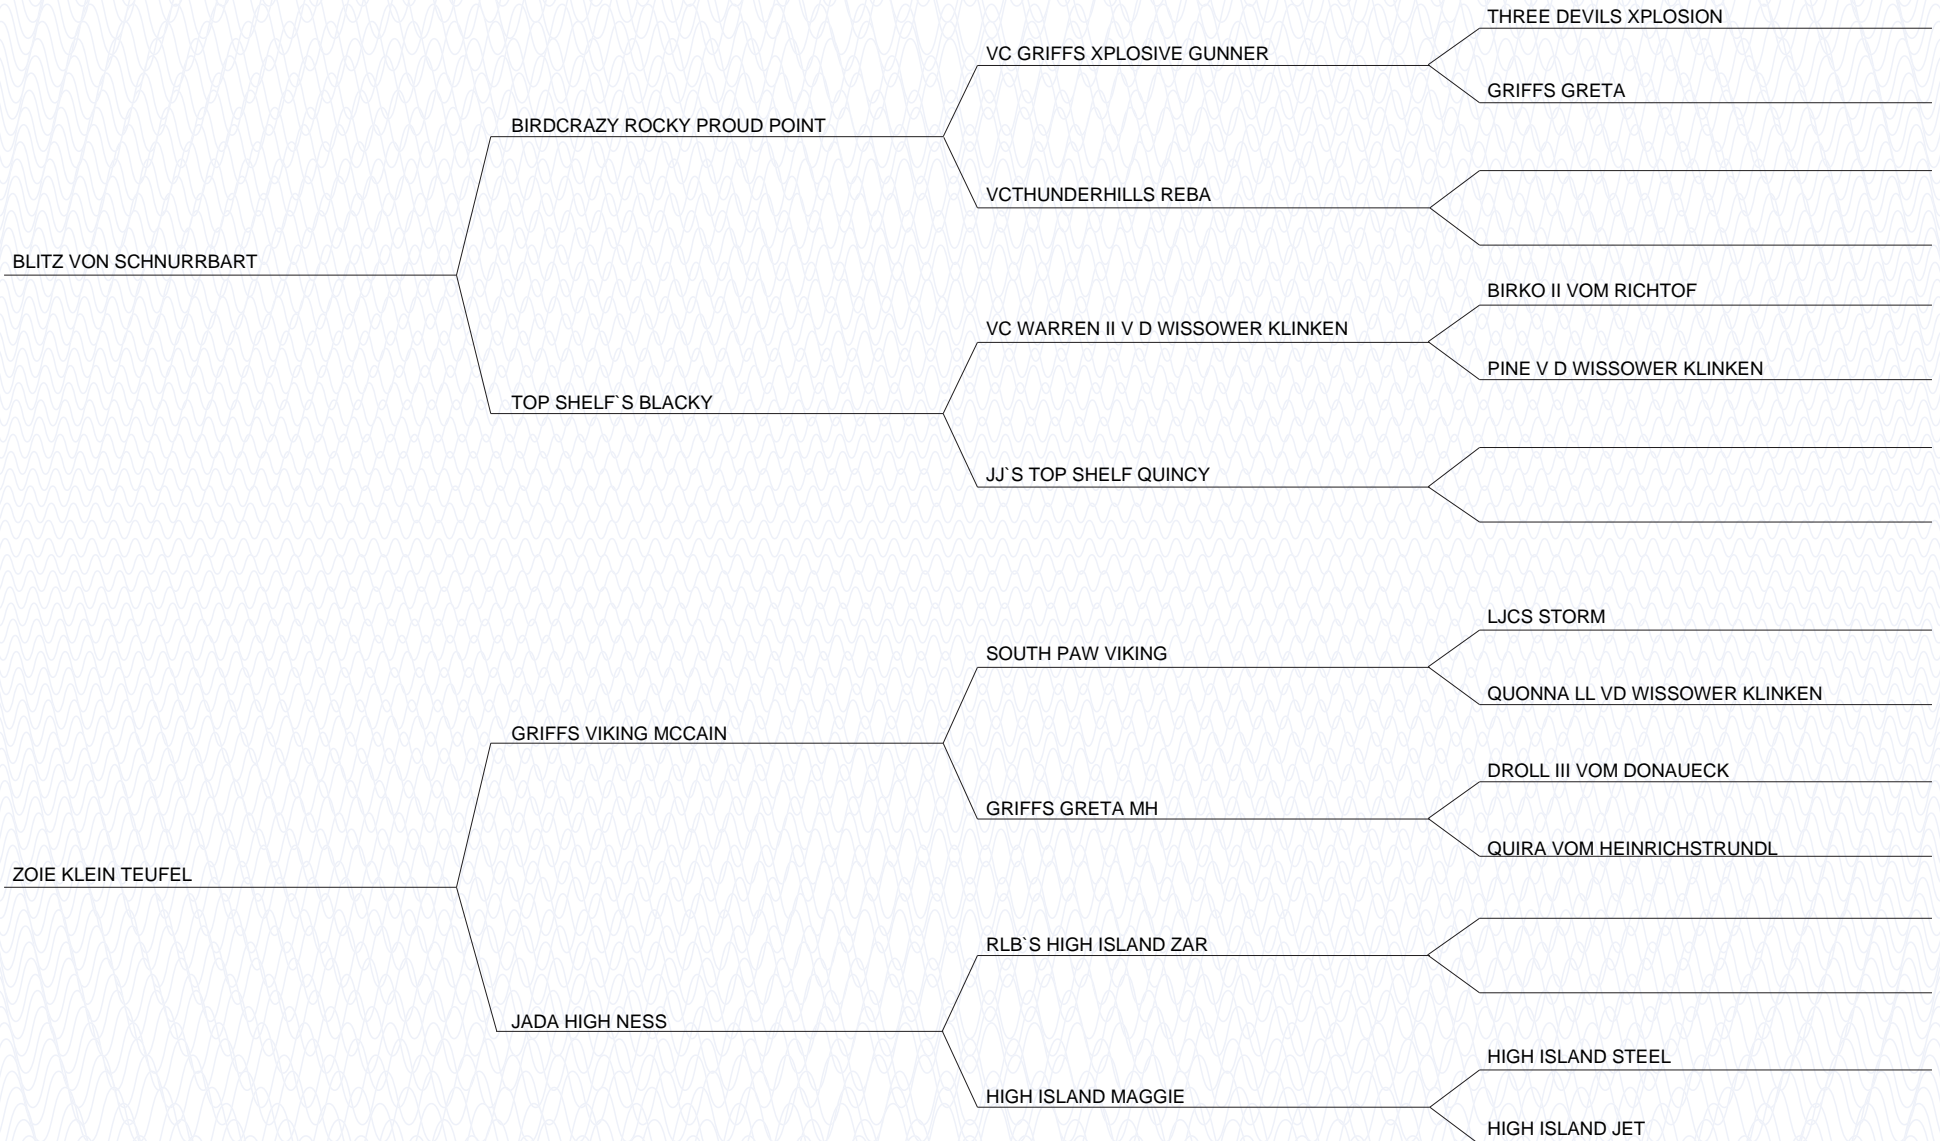 THREE DEVILS XPLOSION
VC GRIFFS XPLOSIVE GUNNER
GRIFFS GRETA
BIRDCRAZY ROCKY PROUD POINT
VCTHUNDERHILLS REBA
BLITZ VON SCHNURRBART
BIRKO II VOM RICHTOF
VC WARREN II V D WISSOWER KLINKEN
PINE V D WISSOWER KLINKEN
TOP SHELF`S BLACKY
JJ`S TOP SHELF QUINCY
LJCS STORM
SOUTH PAW VIKING
QUONNA LL VD WISSOWER KLINKEN
GRIFFS VIKING MCCAIN
DROLL III VOM DONAUECK
GRIFFS GRETA MH
QUIRA VOM HEINRICHSTRUNDL
ZOIE KLEIN TEUFEL
RLB`S HIGH ISLAND ZAR
JADA HIGH NESS
HIGH ISLAND STEEL
HIGH ISLAND MAGGIE
HIGH ISLAND JET